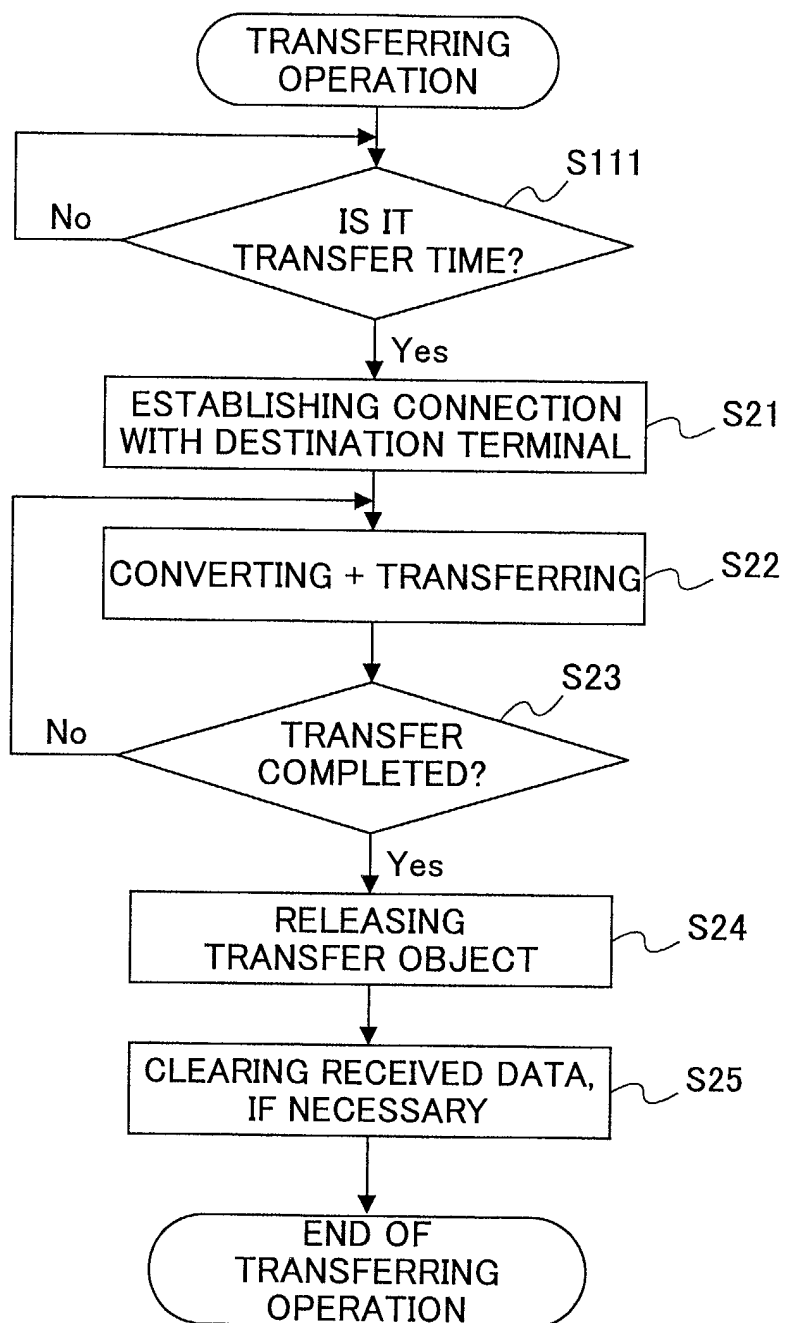 TRANSFERRING
OPERATION
S111
No
IS IT
TRANSFER TIME?
Yes
ESTABLISHING CONNECTION
WITH DESTINATION TERMINAL
S21
CONVERTING + TRANSFERRING
S22
S23
No
TRANSFER
COMPLETED?
Yes
RELEASING
TRANSFER OBJECT
S24
CLEARING RECEIVED DATA,
IF NECESSARY
S25
END OF
TRANSFERRING
OPERATION